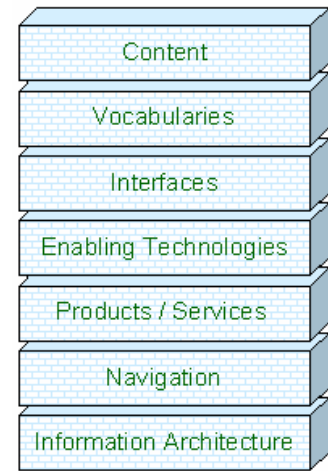 Content
Vocabularies
Interfaces
Enabling Technologies
Products / Services
Navigation
Information Architecture